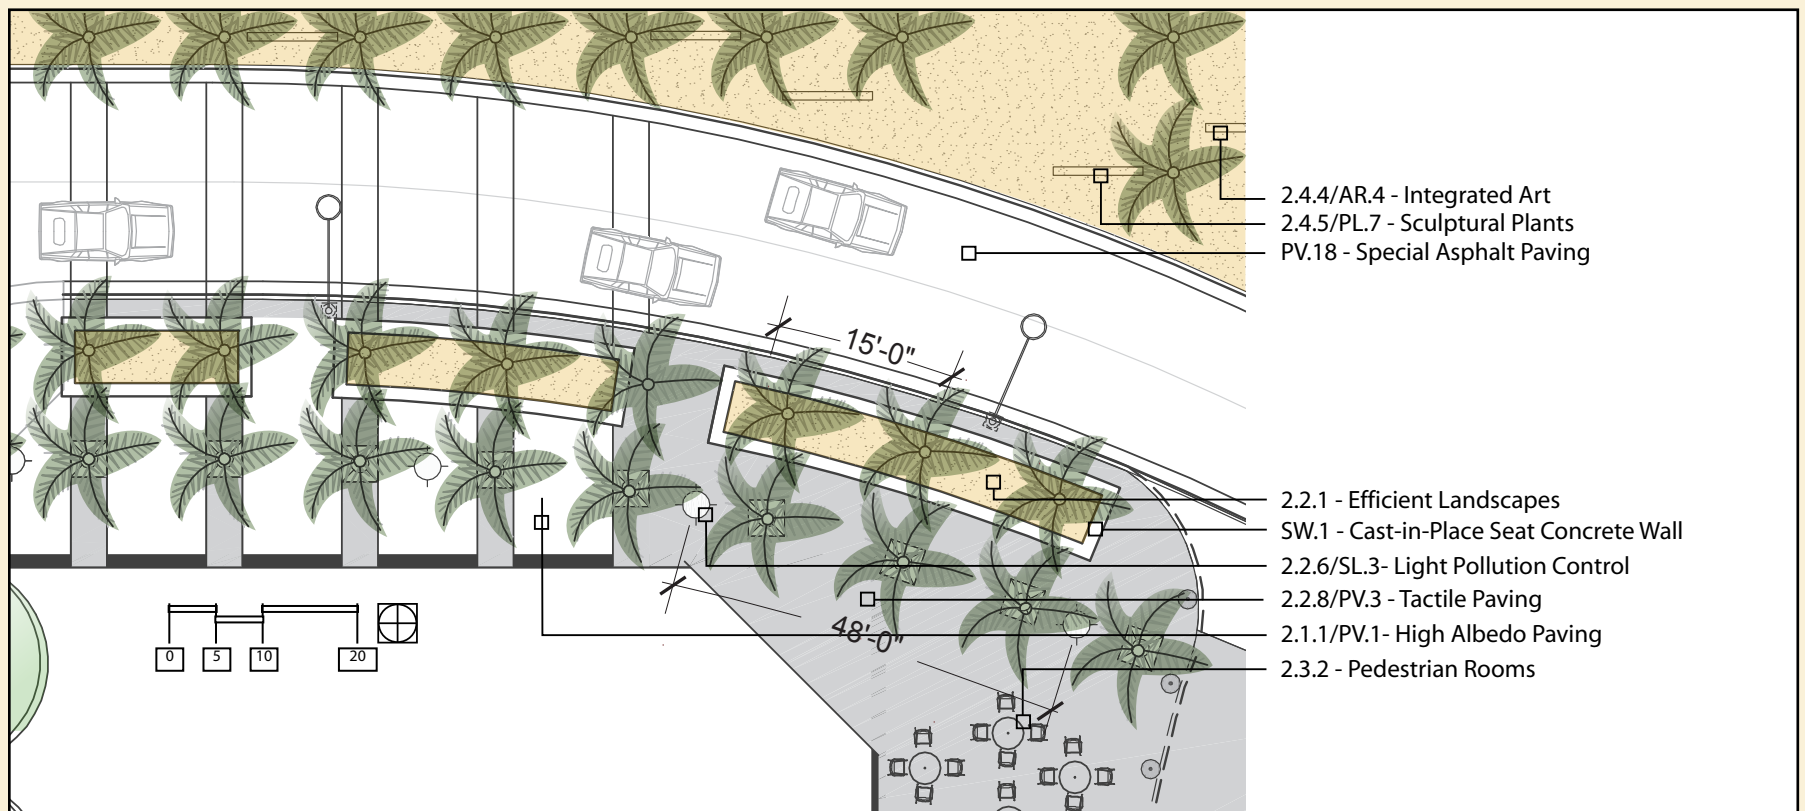 2.4.4/AR.4 - Integrated Art
2.4.5/PL.7 - Sculptural Plants
PV.18 - Special Asphalt Paving
15'-0"
2.2.1 - Efficient Landscapes
SW.1 - Cast-in-Place Seat Concrete Wall
2.2.6/SL.3- Light Pollution Control
2.2.8/PV.3 - Tactile Paving
48'-0"
2.1.1/PV.1- High Albedo Paving
2.3.2 - Pedestrian Rooms
0 5 10 20